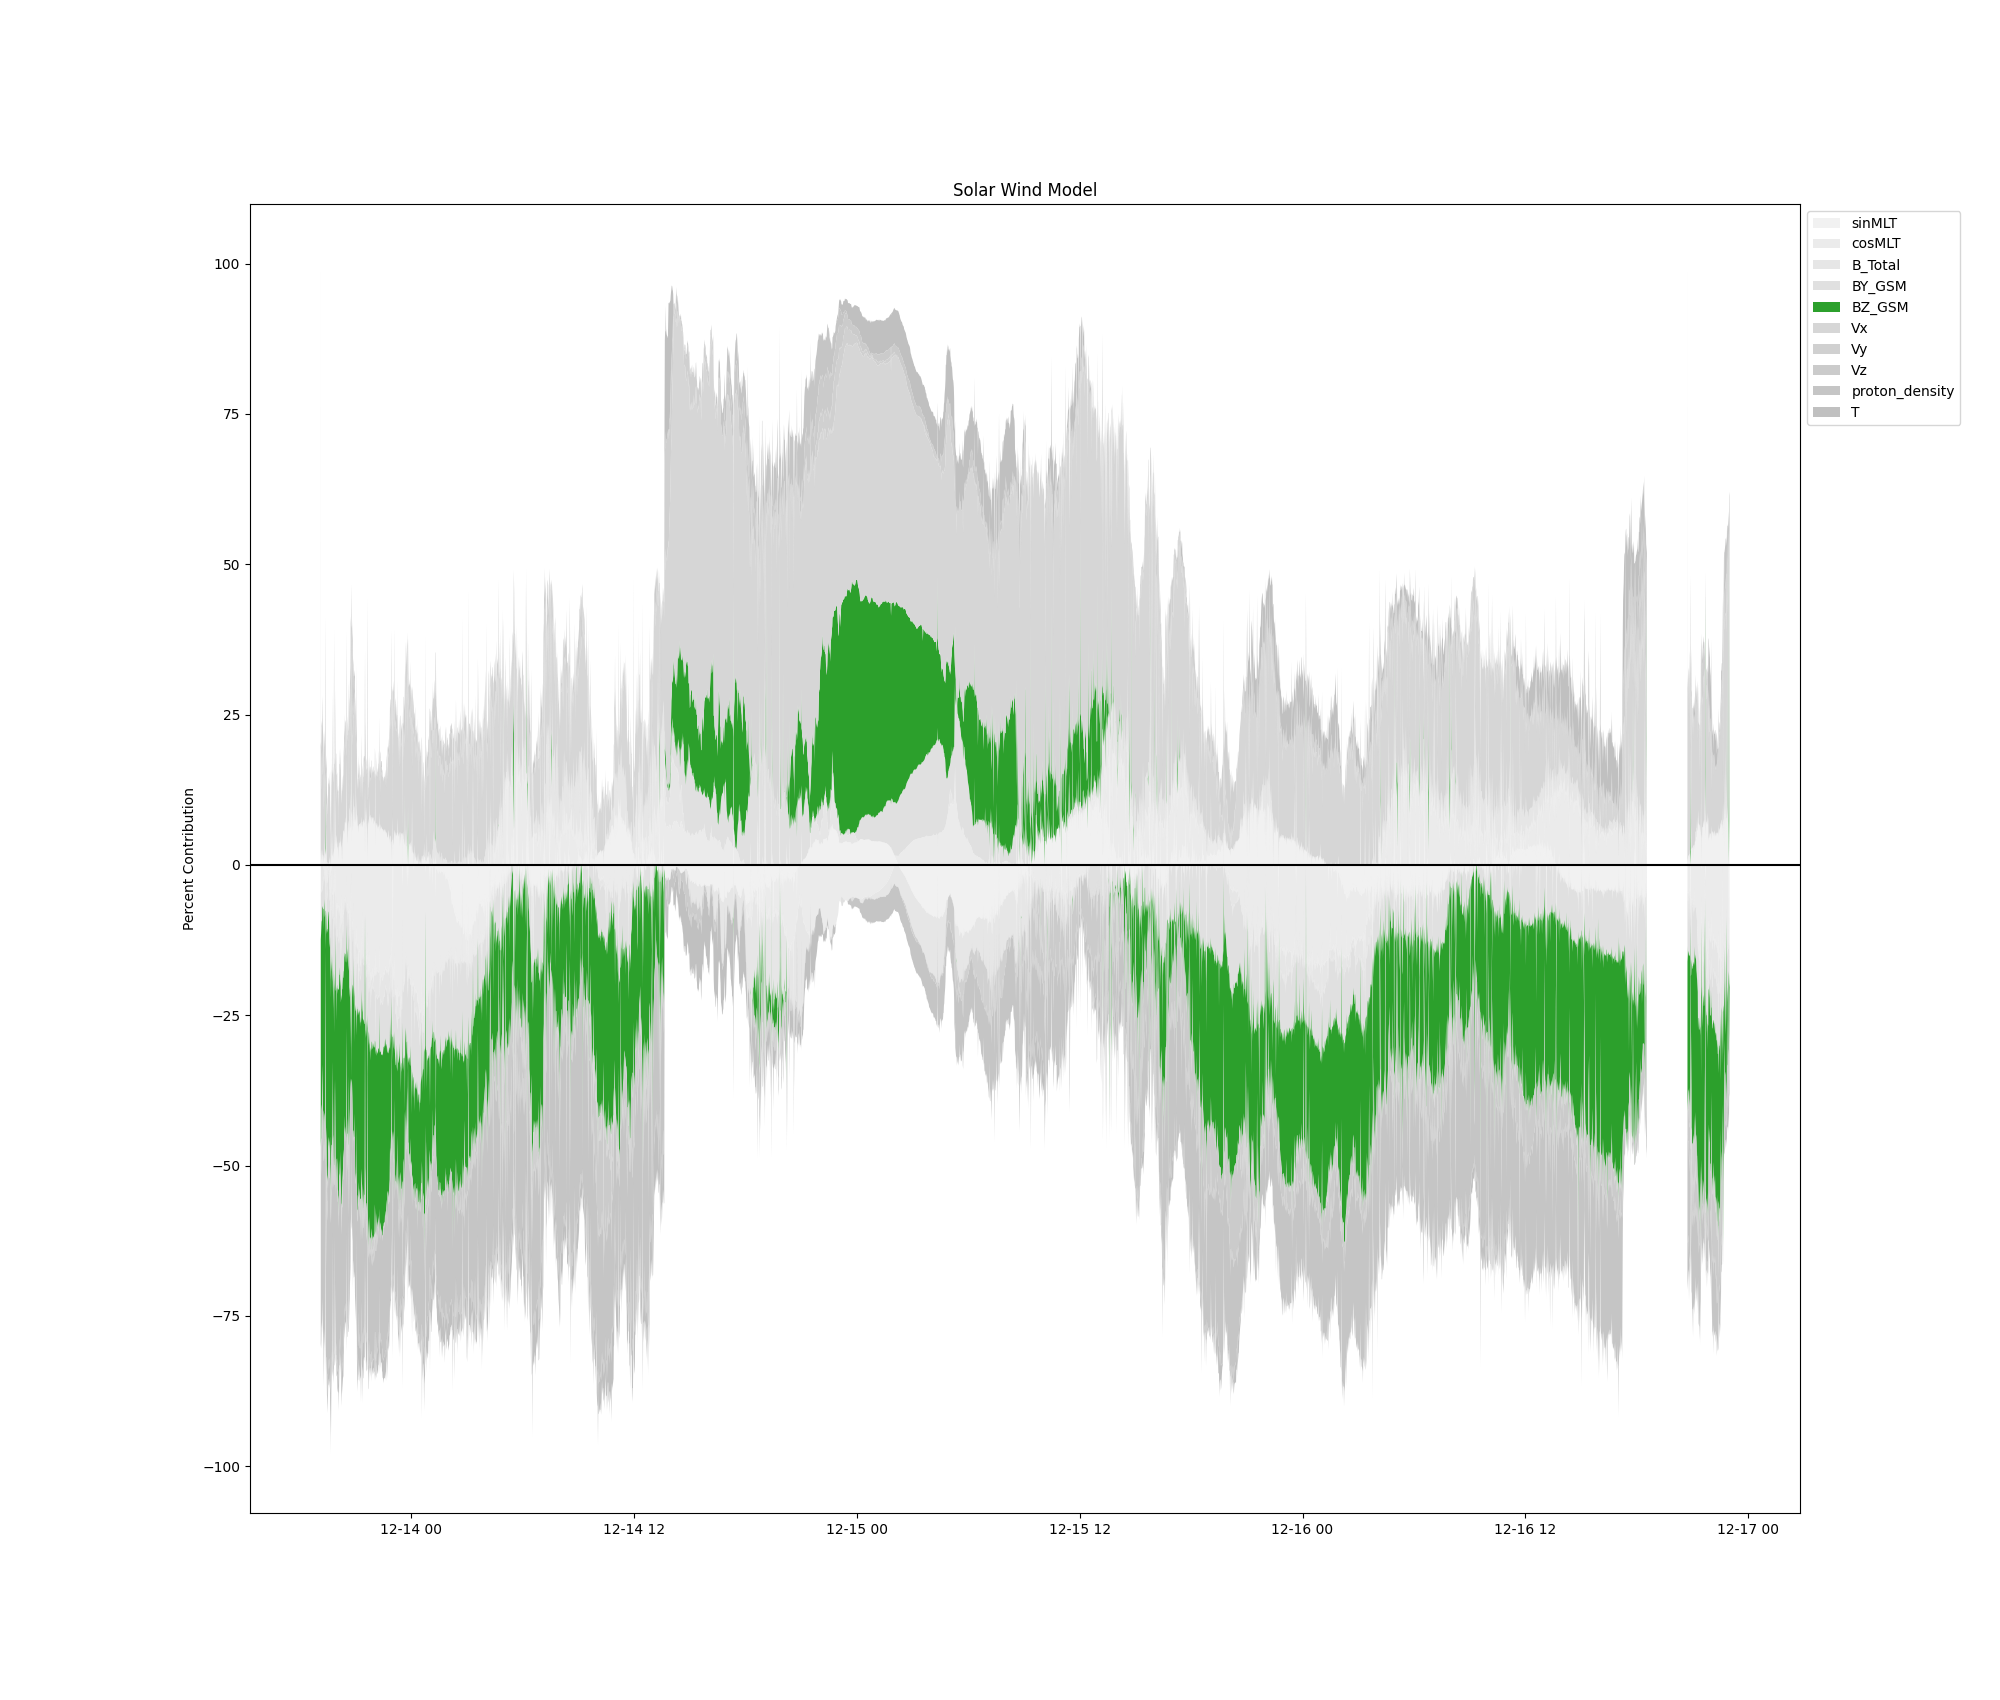 Solar Wind Model
sinMLT
cosMLT
B_Total
BY_GSM
BZ_GSM
Vx
Vy
Vz
proton_density
T
100
75
50
25
0
−25
−50
−75
−100
Percent Contribution
12-14 00
12-14 12
12-15 00
12-15 12
12-16 00
12-16 12
12-17 00